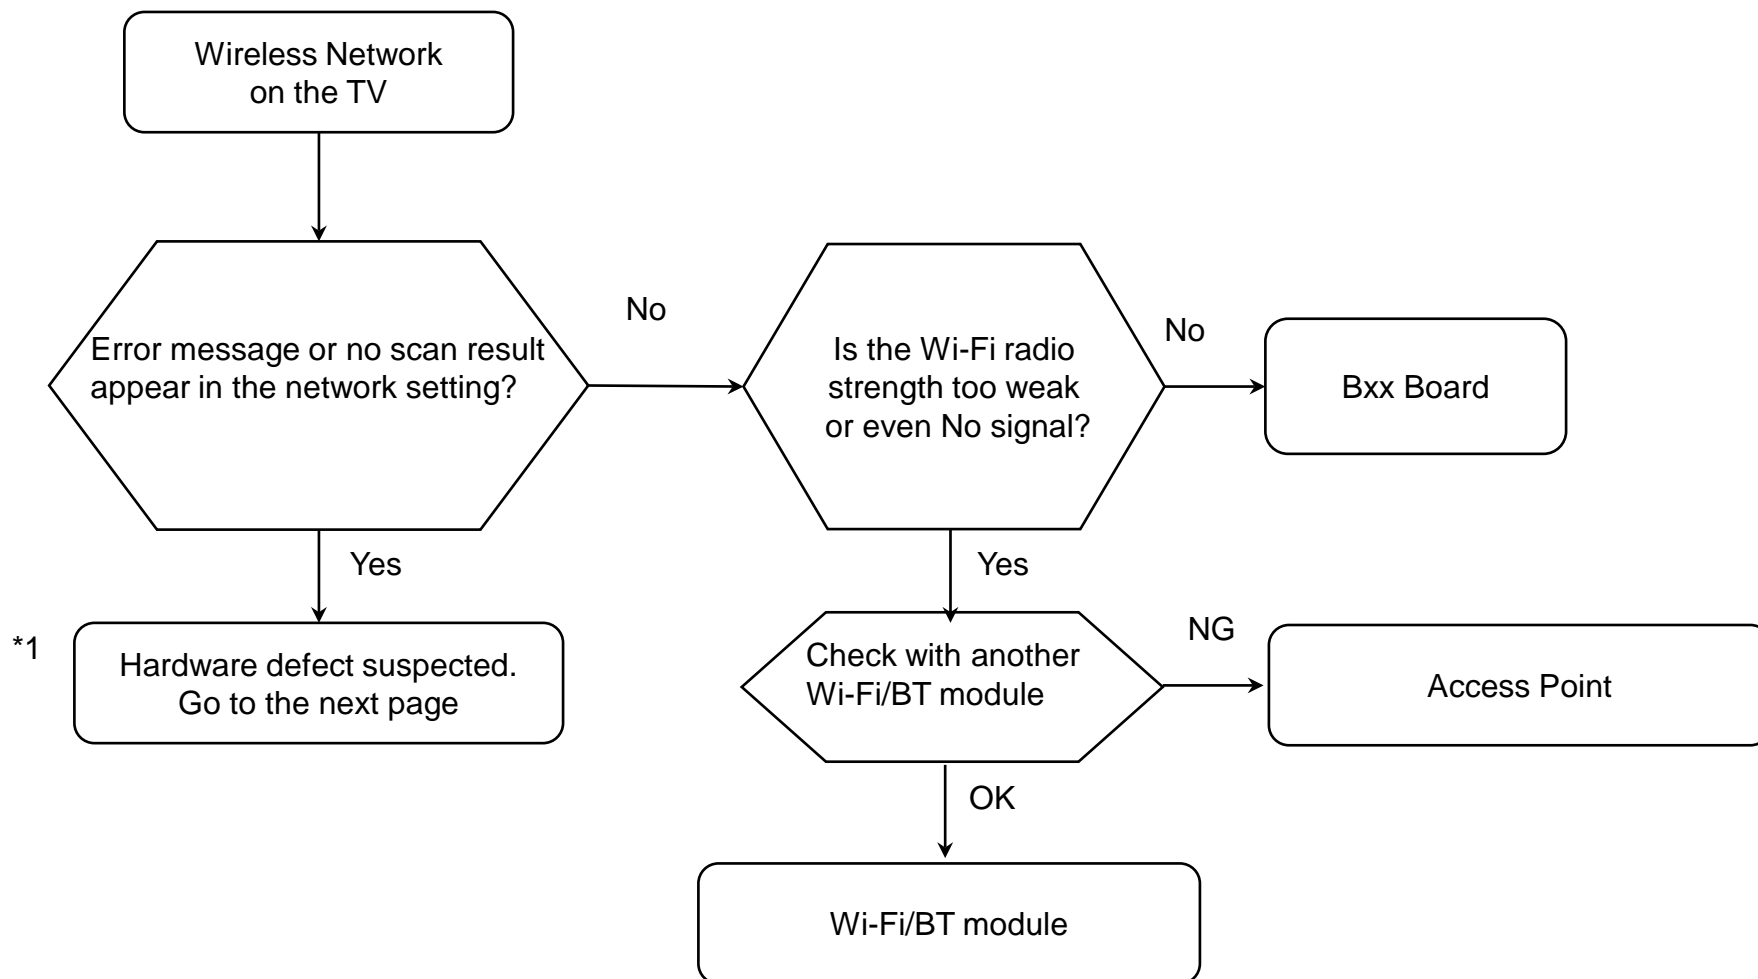 Wireless Network
on the TV
Error message or no scan result
appear in the network setting?
No
Is the Wi-Fi radio
strength too weak
or even No signal?
No
Bxx Board
Yes
Yes
*1
Hardware defect suspected.
Go to the next page
Check with another
Wi-Fi/BT module
NG
Access Point
OK
Wi-Fi/BT module